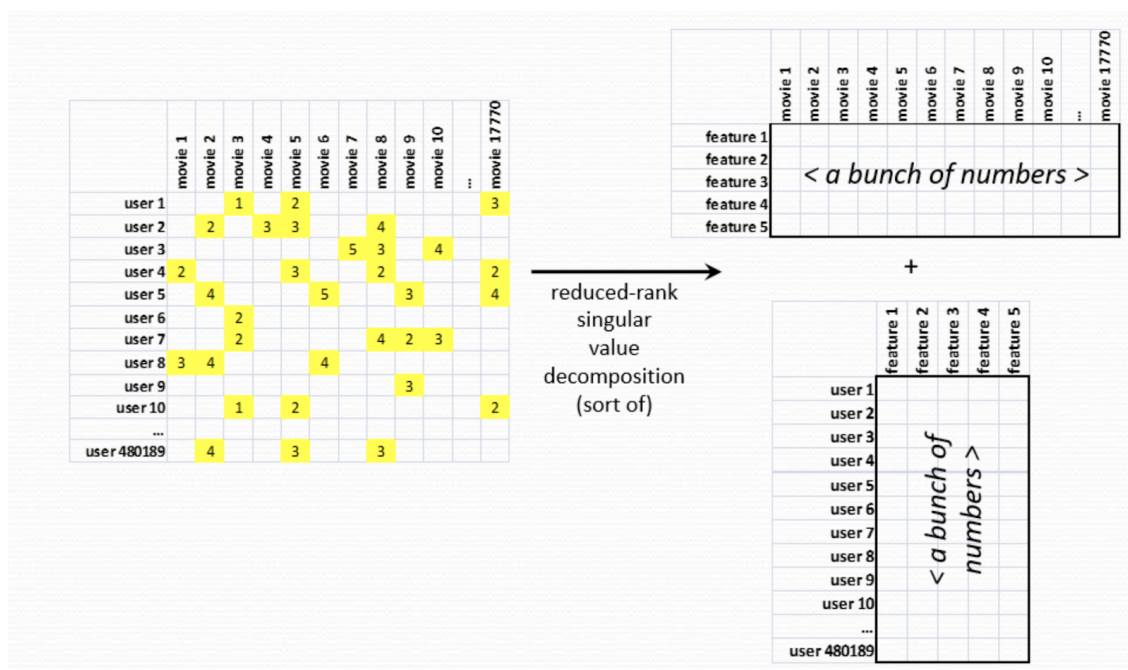 movie 1 movie 2 movie 3 movie 4 movie 5 movie 6 movie 7 movie 8 movie 9 movie 10 ... movie 17770
user 1 1 2 3
user 2 2 3 3 4
user 3 5 3 4
user 4 2 3 2 2
user 5 4 5 3 4
user 6 2
user 7 2 4 2 3
user 8 3 4 4
user 9 3
user 10 1 2 2
...
user 480189 4 3 3
reduced-rank
singular
value
decomposition
(sort of)
movie 1 movie 2 movie 3 movie 4 movie 5 movie 6 movie 7 movie 8 movie 9 movie 10 ... movie 17770
feature 1
feature 2
feature 3
feature 4
feature 5
< a bunch of numbers >
+
feature 1 feature 2 feature 3 feature 4 feature 5
user 1
user 2
user 3
user 4
user 5
user 6
user 7
user 8
user 9
user 10
...
user 480189
< a bunch of
numbers >